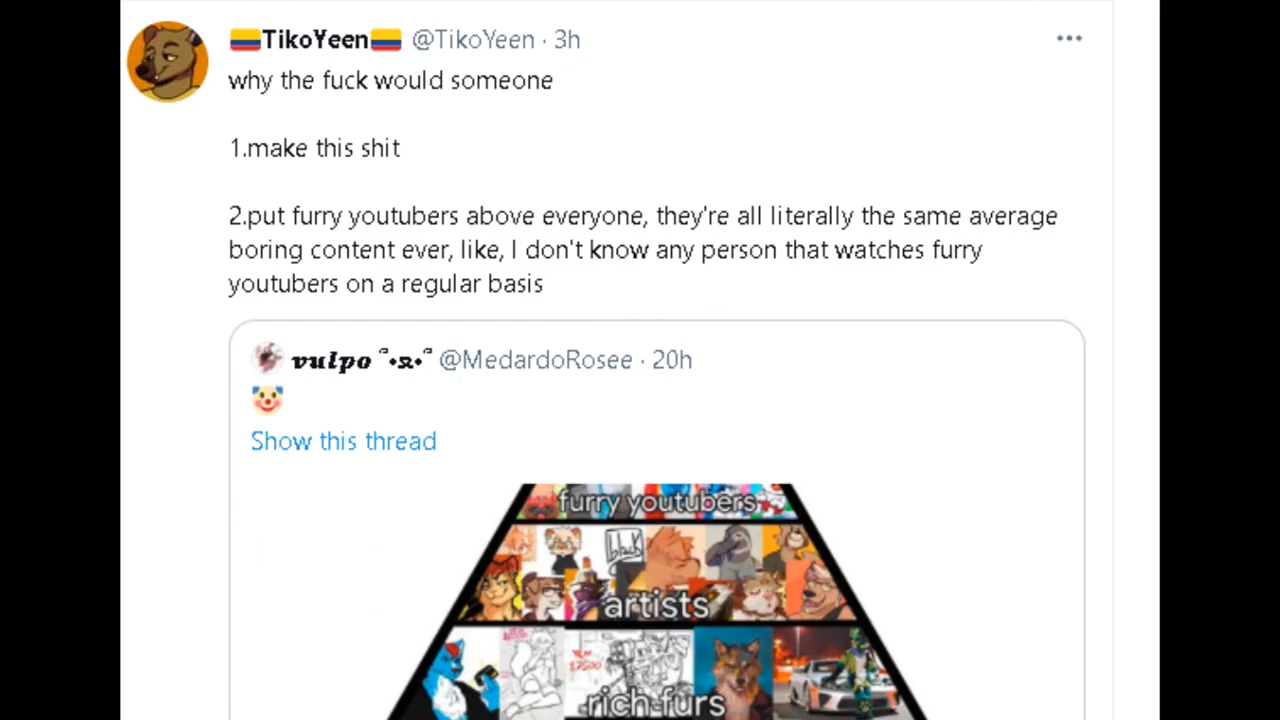 TikoYeen @TikoYeen · 3h
why the fuck would someone
1.make this shit
2.put furry youtubers above everyone, they're all literally the same average
boring content ever, like, I don't know any person that watches furry
youtubers on a regular basis
vulpo @MedardoRosee · 20h
Show this thread
furry youtubers
artists
rich furs